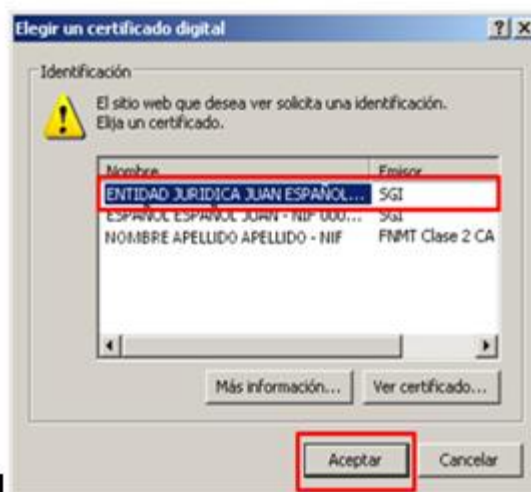 Elegir un certificado digital
Identificación
El sitio web que desea ver solicita una identificación.
Elija un certificado.
Nombre Emisor
ENTIDAD JURIDICA JUAN ESPAÑOL... SGI
ESPAÑOL ESPAÑOL JUAN - NIF 000... SGI
NOMBRE APELLIDO APELLIDO - NIF FNMT Clase 2 CA
Más información... Ver certificado...
Aceptar Cancelar